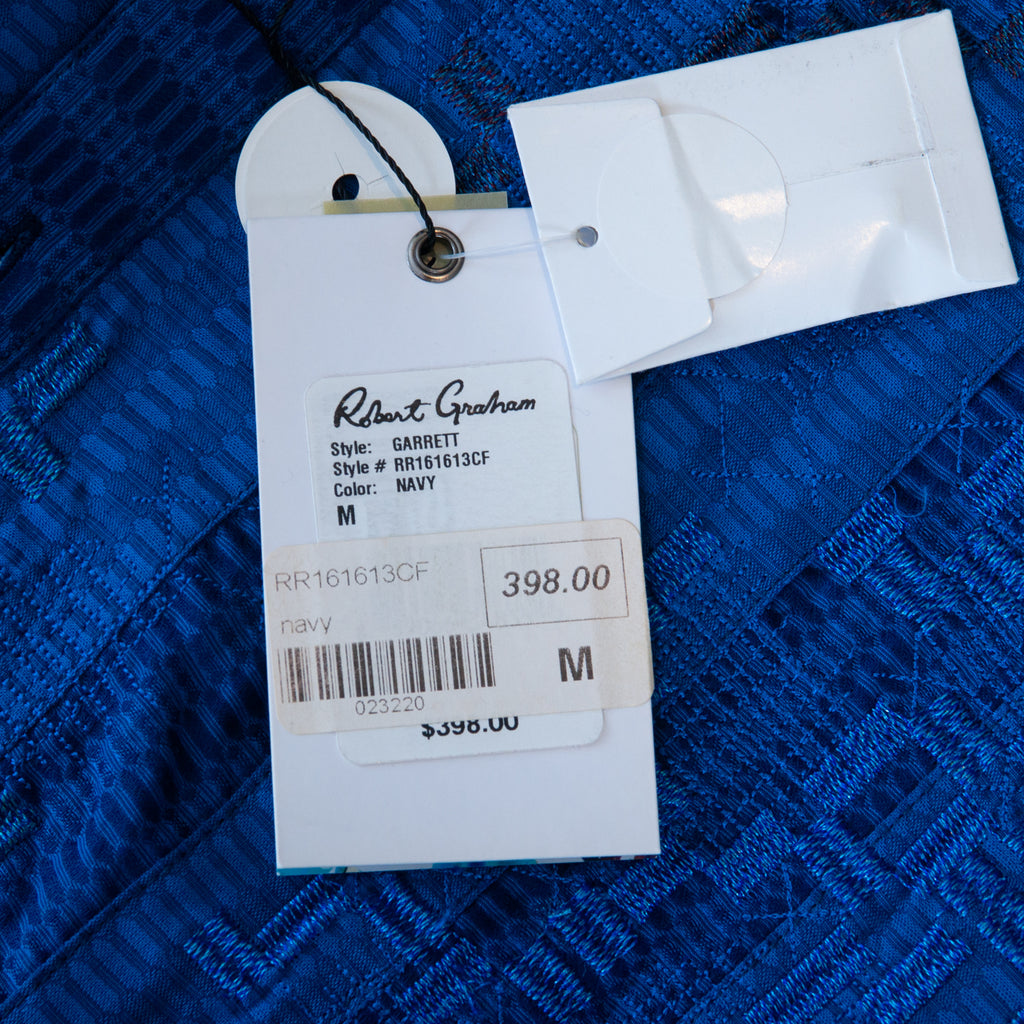 Robert Graham
Style: GARRETT
Style # RR161613CF
Color: NAVY
M
RR161613CF
398.00
navy
M
023220
$398.00